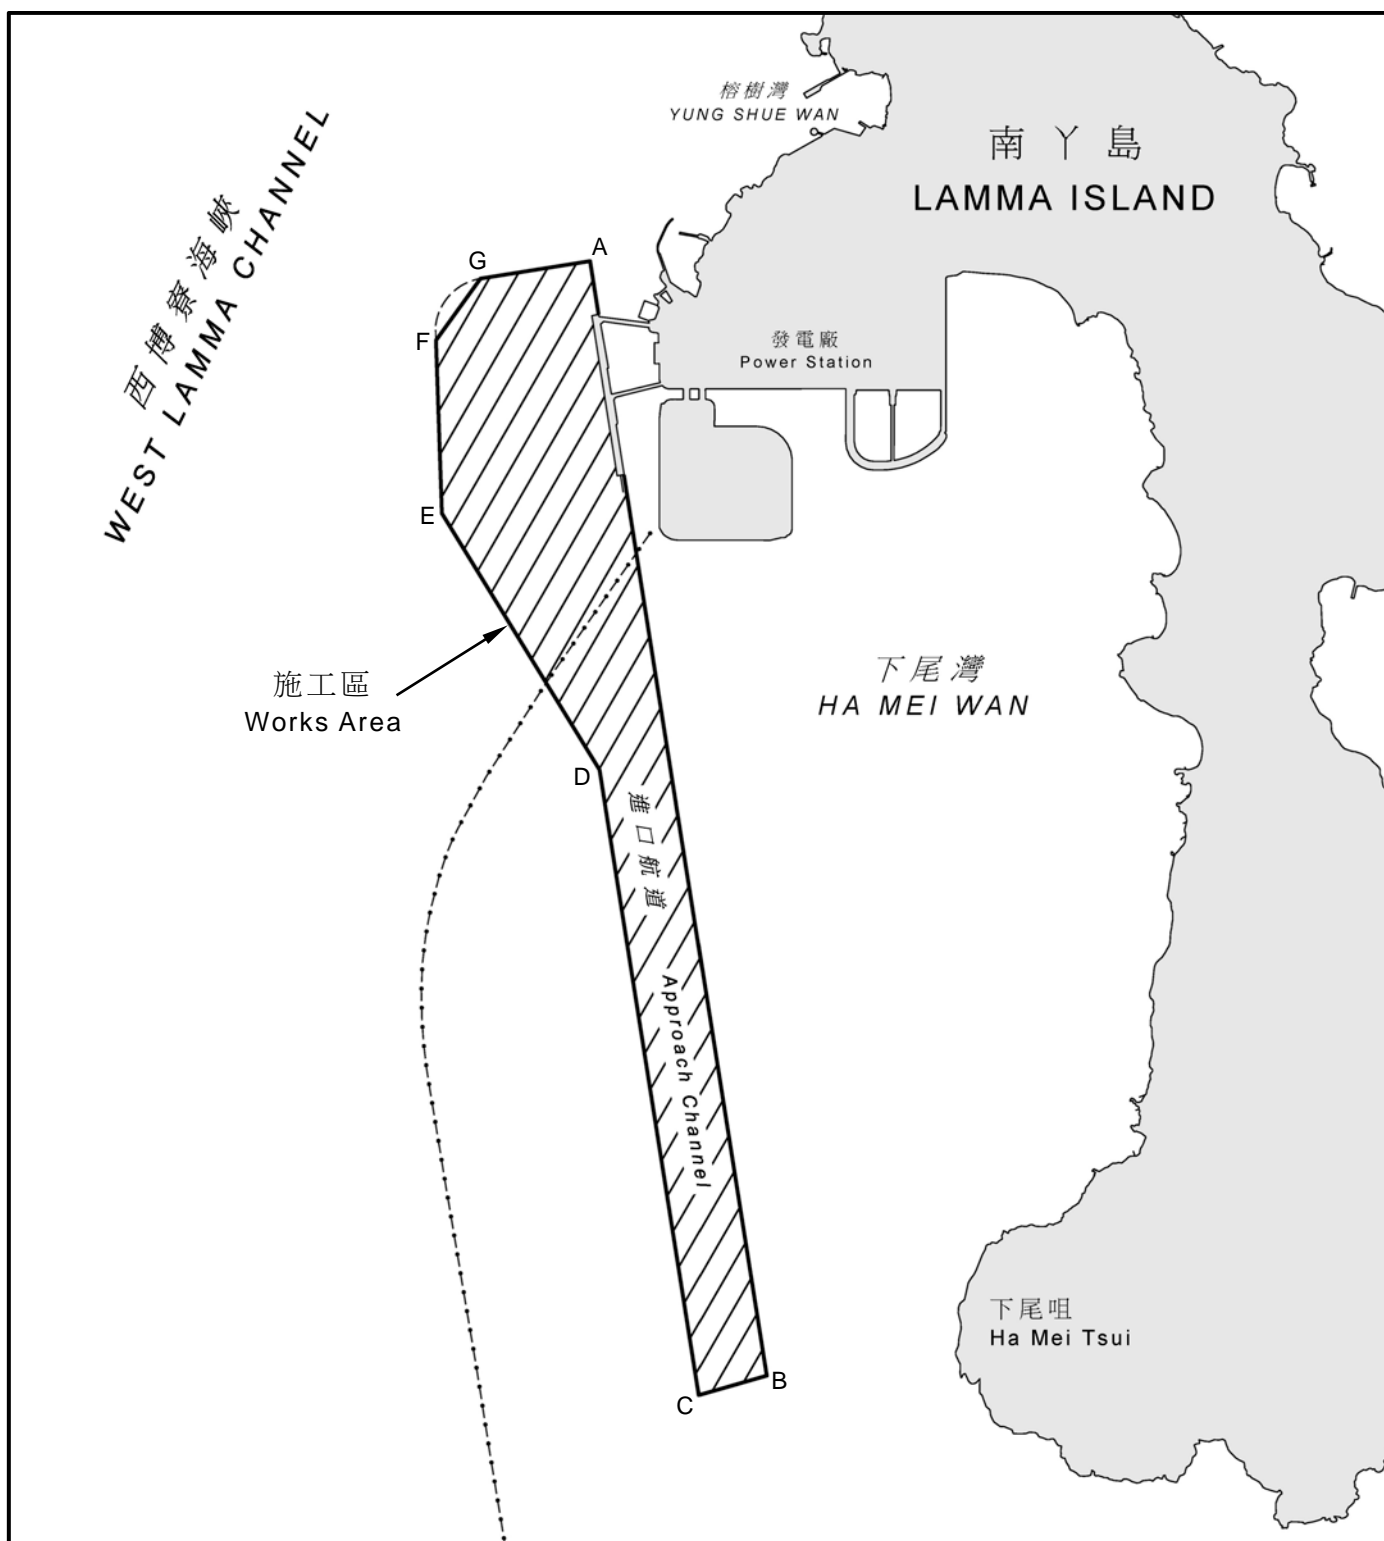 榕樹灣
YUNG SHUE WAN
南丫島
LAMMA ISLAND
西博寮海峽
WEST LAMMA CHANNEL
A
G
F
發電廠
Power Station
E
施工區
Works Area
下尾灣
HA MEI WAN
D
進口航道
Approach Channel
下尾咀
Ha Mei Tsui
B
C